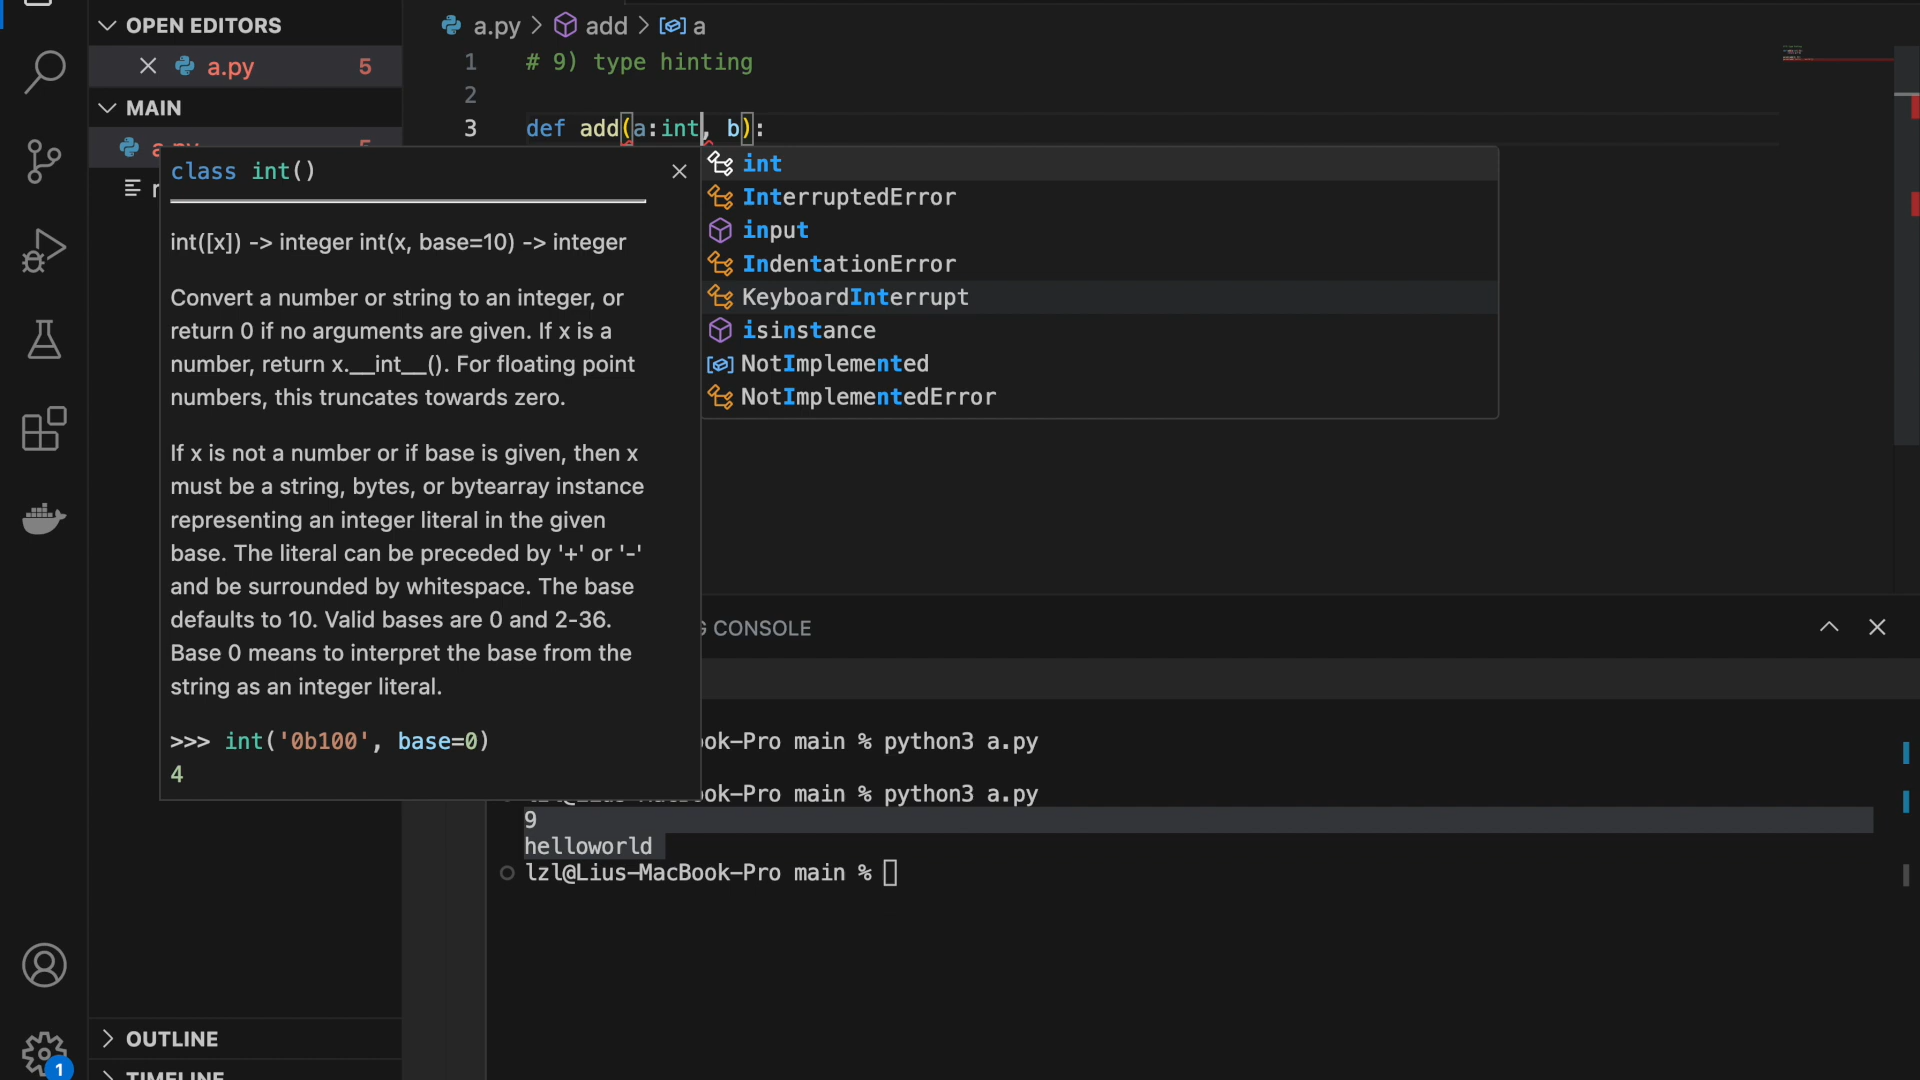 OPEN EDITORS
a.py 5
MAIN
a.py > add > a
1 # 9) type hinting
2
3 def add(a:int, b):
class int()
int([x]) -> integer int(x, base=10) -> integer
Convert a number or string to an integer, or
return 0 if no arguments are given. If x is a
number, return x.__int__(). For floating point
numbers, this truncates towards zero.
If x is not a number or if base is given, then x
must be a string, bytes, or bytearray instance
representing an integer literal in the given
base. The literal can be preceded by '+' or '-'
and be surrounded by whitespace. The base
defaults to 10. Valid bases are 0 and 2-36.
Base 0 means to interpret the base from the
string as an integer literal.
>>> int('0b100', base=0)
4
int
InterruptedError
input
IndentationError
KeyboardInterrupt
isinstance
NotImplemented
NotImplementedError
CONSOLE
ok-Pro main % python3 a.py
ok-Pro main % python3 a.py
9
helloworld
lzl@Lius-MacBook-Pro main %
OUTLINE
TIMELINE
1